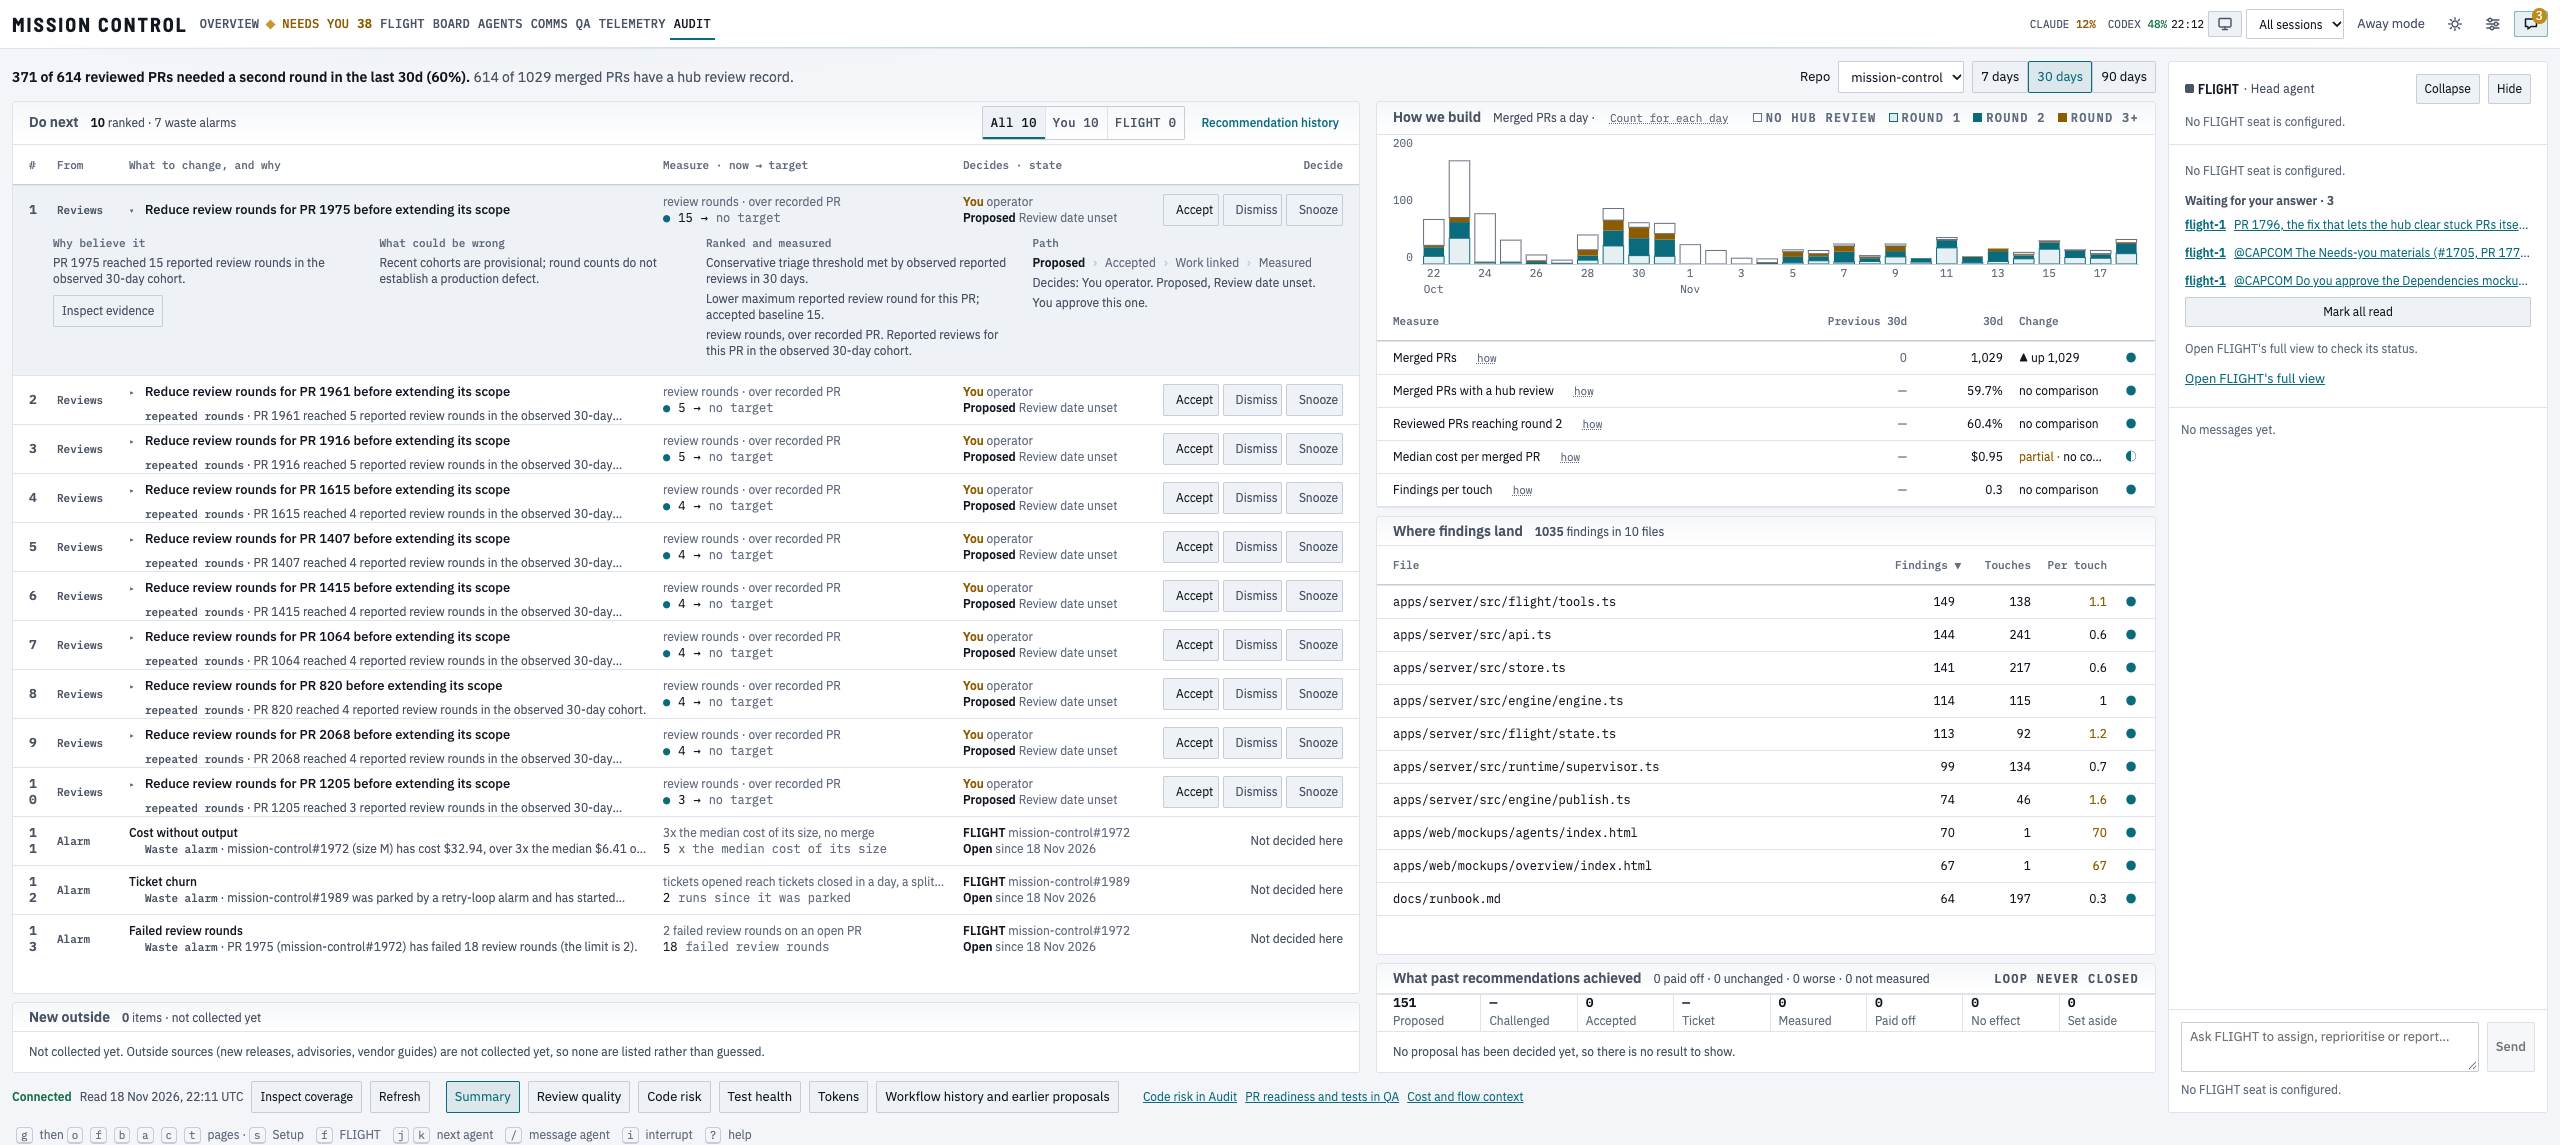 MISSION CONTROL OVERVIEW ◆ NEEDS YOU 38 FLIGHT BOARD AGENTS COMMS QA TELEMETRY AUDIT CLAUDE 12% CODEX 48% 22:12 All sessions Away mode 3
371 of 614 reviewed PRs needed a second round in the last 30d (60%). 614 of 1029 merged PRs have a hub review record. Repo mission-control 7 days 30 days 90 days
Do next 10 ranked · 7 waste alarms All 10 You 10 FLIGHT 0 Recommendation history
# From What to change, and why Measure · now → target Decides · state Decide
1 Reviews Reduce review rounds for PR 1975 before extending its scope review rounds · over recorded PR You operator Accept Dismiss Snooze
15 → no target Proposed Review date unset
Why believe it What could be wrong Ranked and measured Path
PR 1975 reached 15 reported review rounds in the Recent cohorts are provisional; round counts do not Conservative triage threshold met by observed reported Proposed › Accepted › Work linked › Measured
observed 30-day cohort. establish a production defect. reviews in 30 days. Decides: You operator. Proposed, Review date unset.
Lower maximum reported review round for this PR; You approve this one.
accepted baseline 15.
Inspect evidence
review rounds, over recorded PR. Reported reviews for
this PR in the observed 30-day cohort.
2 Reviews Reduce review rounds for PR 1961 before extending its scope review rounds · over recorded PR You operator Accept Dismiss Snooze
repeated rounds · PR 1961 reached 5 reported review rounds in the observed 30-day... 5 → no target Proposed Review date unset
3 Reviews Reduce review rounds for PR 1916 before extending its scope review rounds · over recorded PR You operator Accept Dismiss Snooze
repeated rounds · PR 1916 reached 5 reported review rounds in the observed 30-day... 5 → no target Proposed Review date unset
4 Reviews Reduce review rounds for PR 1615 before extending its scope review rounds · over recorded PR You operator Accept Dismiss Snooze
repeated rounds · PR 1615 reached 4 reported review rounds in the observed 30-day... 4 → no target Proposed Review date unset
5 Reviews Reduce review rounds for PR 1407 before extending its scope review rounds · over recorded PR You operator Accept Dismiss Snooze
repeated rounds · PR 1407 reached 4 reported review rounds in the observed 30-day... 4 → no target Proposed Review date unset
6 Reviews Reduce review rounds for PR 1415 before extending its scope review rounds · over recorded PR You operator Accept Dismiss Snooze
repeated rounds · PR 1415 reached 4 reported review rounds in the observed 30-day... 4 → no target Proposed Review date unset
7 Reviews Reduce review rounds for PR 1064 before extending its scope review rounds · over recorded PR You operator Accept Dismiss Snooze
repeated rounds · PR 1064 reached 4 reported review rounds in the observed 30-day... 4 → no target Proposed Review date unset
8 Reviews Reduce review rounds for PR 820 before extending its scope review rounds · over recorded PR You operator Accept Dismiss Snooze
repeated rounds · PR 820 reached 4 reported review rounds in the observed 30-day cohort. 4 → no target Proposed Review date unset
9 Reviews Reduce review rounds for PR 2068 before extending its scope review rounds · over recorded PR You operator Accept Dismiss Snooze
repeated rounds · PR 2068 reached 4 reported review rounds in the observed 30-day... 4 → no target Proposed Review date unset
10 Reviews Reduce review rounds for PR 1205 before extending its scope review rounds · over recorded PR You operator Accept Dismiss Snooze
repeated rounds · PR 1205 reached 3 reported review rounds in the observed 30-day... 3 → no target Proposed Review date unset
11 Alarm Cost without output 3x the median cost of its size, no merge FLIGHT mission-control#1972 Not decided here
Waste alarm · mission-control#1972 (size M) has cost $32.94, over 3x the median $6.41 o... 5 x the median cost of its size Open since 18 Nov 2026
12 Alarm Ticket churn tickets opened reach tickets closed in a day, a split... FLIGHT mission-control#1989 Not decided here
Waste alarm · mission-control#1989 was parked by a retry-loop alarm and has started... 2 runs since it was parked Open since 18 Nov 2026
13 Alarm Failed review rounds 2 failed review rounds on an open PR FLIGHT mission-control#1972 Not decided here
Waste alarm · PR 1975 (mission-control#1972) has failed 18 review rounds (the limit is 2). 18 failed review rounds Open since 18 Nov 2026
New outside 0 items · not collected yet
Not collected yet. Outside sources (new releases, advisories, vendor guides) are not collected yet, so none are listed rather than guessed.
How we build Merged PRs a day · Count for each day NO HUB REVIEW ROUND 1 ROUND 2 ROUND 3+
200
100
0
22 24 26 28 30 1 3 5 7 9 11 13 15 17
Oct Nov
Measure Previous 30d 30d Change
Merged PRs how 0 1,029 ▲ up 1,029
Merged PRs with a hub review how — 59.7% no comparison
Reviewed PRs reaching round 2 how — 60.4% no comparison
Median cost per merged PR how — $0.95 partial · no co...
Findings per touch how — 0.3 no comparison
Where findings land 1035 findings in 10 files
File Findings ▼ Touches Per touch
apps/server/src/flight/tools.ts 149 138 1.1
apps/server/src/api.ts 144 241 0.6
apps/server/src/store.ts 141 217 0.6
apps/server/src/engine/engine.ts 114 115 1
apps/server/src/flight/state.ts 113 92 1.2
apps/server/src/runtime/supervisor.ts 99 134 0.7
apps/server/src/engine/publish.ts 74 46 1.6
apps/web/mockups/agents/index.html 70 1 70
apps/web/mockups/overview/index.html 67 1 67
docs/runbook.md 64 197 0.3
What past recommendations achieved 0 paid off · 0 unchanged · 0 worse · 0 not measured LOOP NEVER CLOSED
151 — 0 — 0 0 0 0
Proposed Challenged Accepted Ticket Measured Paid off No effect Set aside
No proposal has been decided yet, so there is no result to show.
FLIGHT · Head agent Collapse Hide
No FLIGHT seat is configured.
No FLIGHT seat is configured.
Waiting for your answer · 3
flight-1 PR 1796, the fix that lets the hub clear stuck PRs itse...
flight-1 @CAPCOM The Needs-you materials (#1705, PR 177...
flight-1 @CAPCOM Do you approve the Dependencies mocku...
Mark all read
Open FLIGHT's full view to check its status.
Open FLIGHT's full view
No messages yet.
Ask FLIGHT to assign, reprioritise or report... Send
No FLIGHT seat is configured.
Connected Read 18 Nov 2026, 22:11 UTC Inspect coverage Refresh Summary Review quality Code risk Test health Tokens Workflow history and earlier proposals Code risk in Audit PR readiness and tests in QA Cost and flow context
g then o f b a c t pages · s Setup f FLIGHT j k next agent / message agent i interrupt ? help